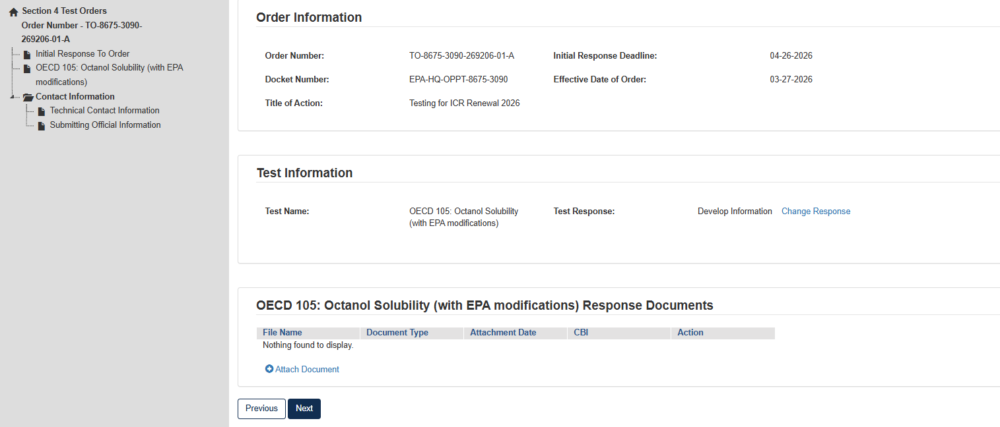 Section 4 Test Orders
Order Number - TO-8675-3090-
269206-01-A
Initial Response To Order
OECD 105: Octanol Solubility (with EPA
modifications)
Contact Information
Technical Contact Information
Submitting Official Information
Order Information
Order Number: TO-8675-3090-269206-01-A Initial Response Deadline: 04-26-2026
Docket Number: EPA-HQ-OPPT-8675-3090 Effective Date of Order: 03-27-2026
Title of Action: Testing for ICR Renewal 2026
Test Information
Test Name: OECD 105: Octanol Solubility Test Response: Develop Information Change Response
(with EPA modifications)
OECD 105: Octanol Solubility (with EPA modifications) Response Documents
File Name Document Type Attachment Date CBI Action
Nothing found to display.
Attach Document
Previous Next